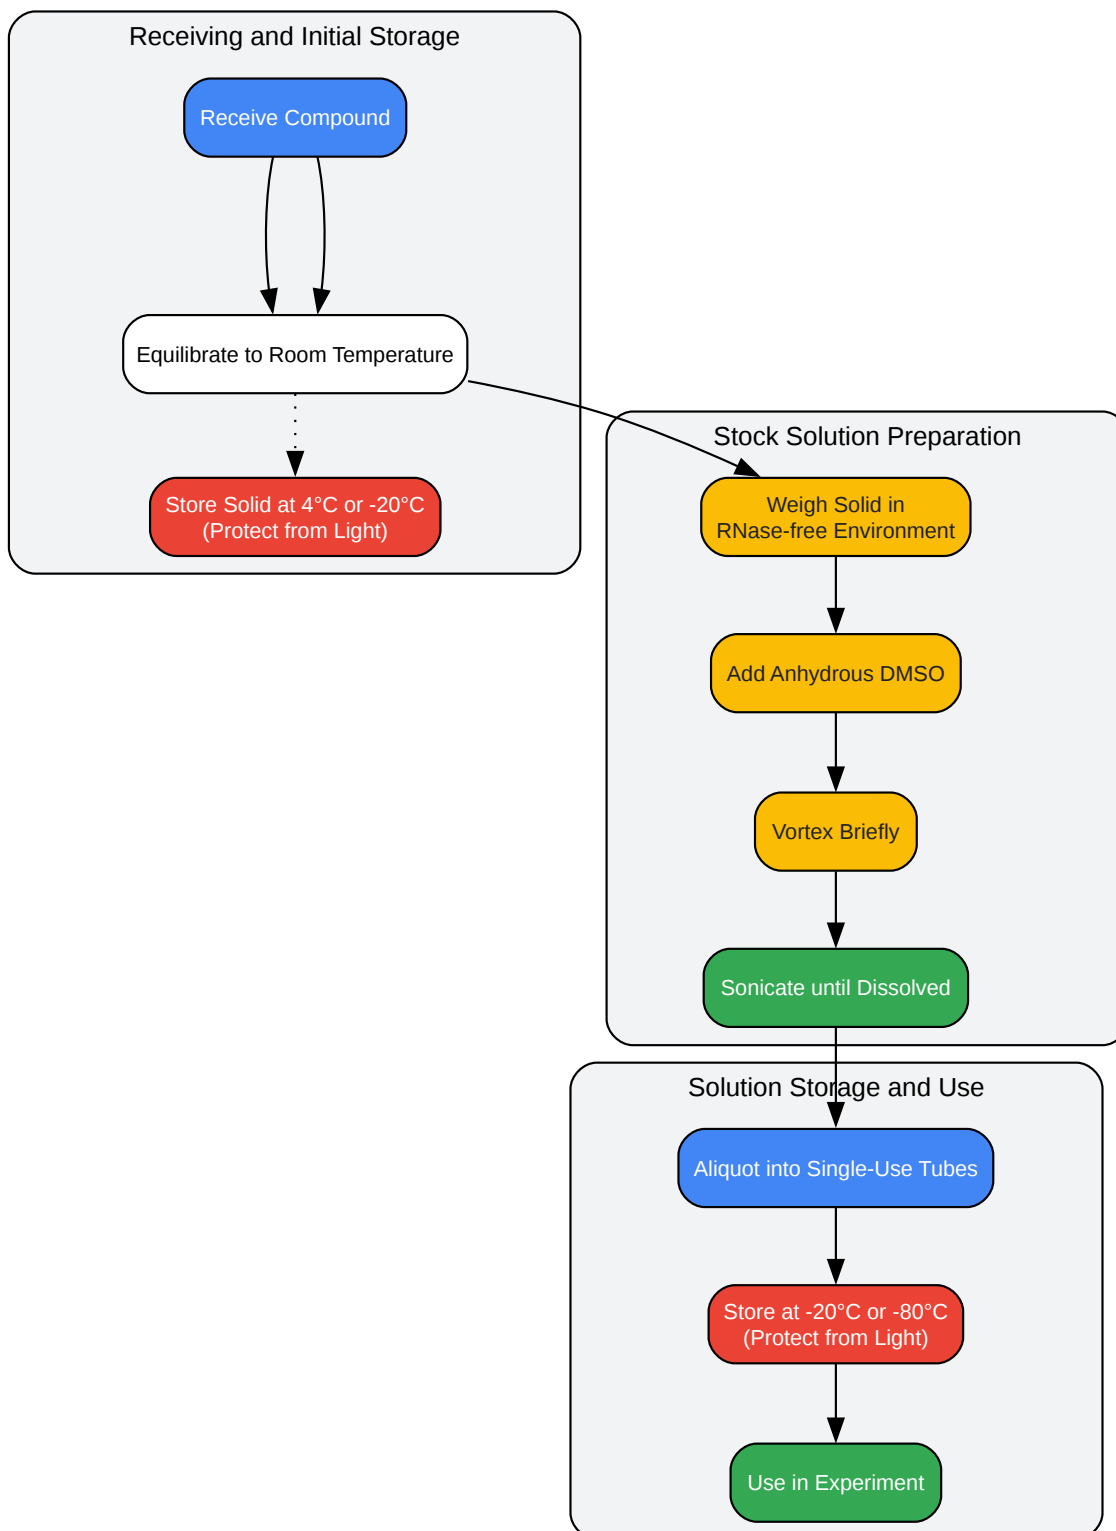 Receiving and Initial Storage
Receive Compound
Equilibrate to Room Temperature
Store Solid at 4°C or -20°C
(Protect from Light)
Stock Solution Preparation
Weigh Solid in
RNase-free Environment
Add Anhydrous DMSO
Vortex Briefly
Sonicate until Dissolved
Solution Storage and Use
Aliquot into Single-Use Tubes
Store at -20°C or -80°C
(Protect from Light)
Use in Experiment